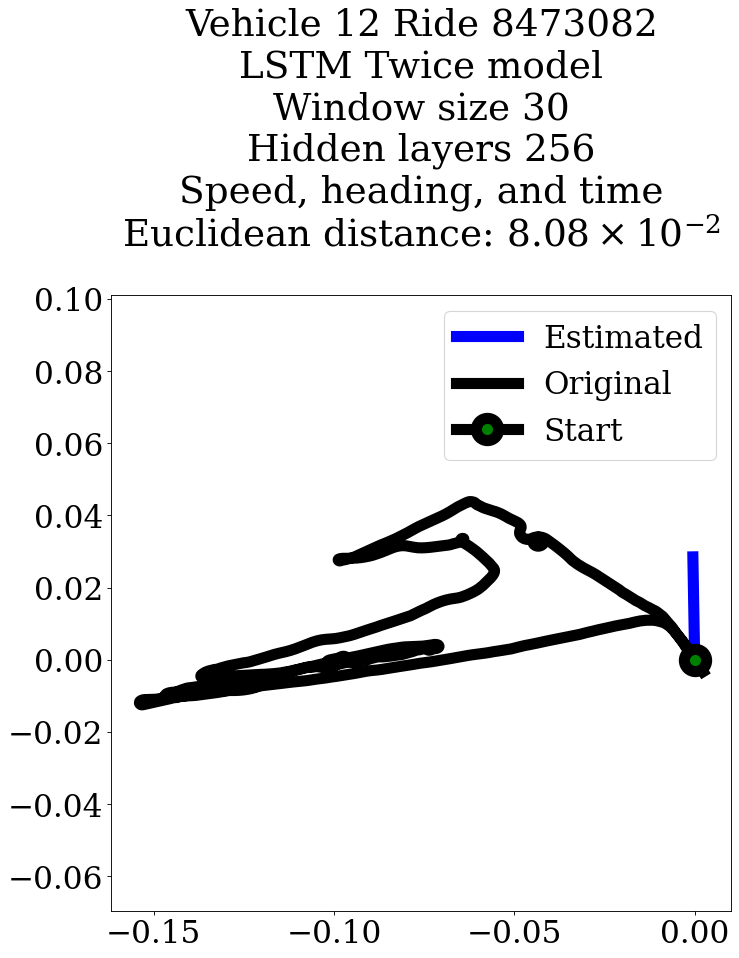 Vehicle 12 Ride 8473082
LSTM Twice model
Window size 30
Hidden layers 256
Speed, heading, and time
Euclidean distance: 8.08 × 10⁻²
Estimated
Original
Start
0.10
0.08
0.06
0.04
0.02
0.00
−0.02
−0.04
−0.06
−0.15
−0.10
−0.05
0.00